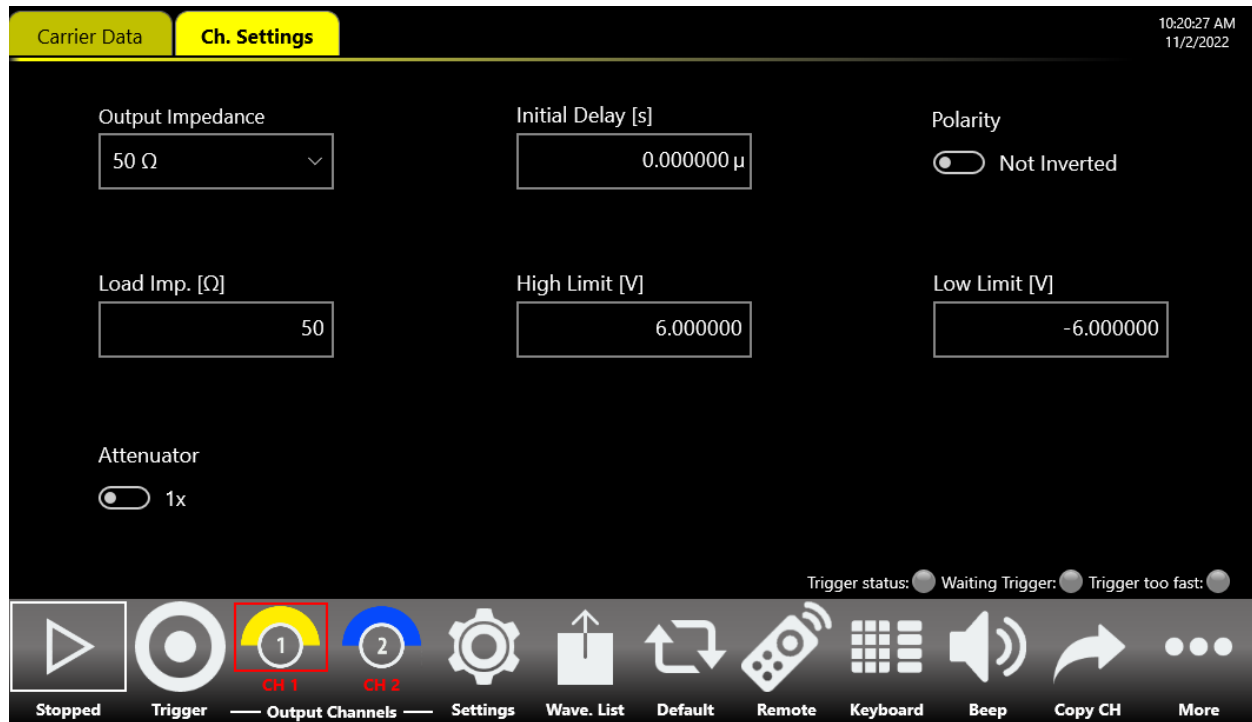 Carrier Data
Ch. Settings
10:20:27 AM
11/2/2022
Output Impedance
Initial Delay [s]
Polarity
50 Ω
0.000000 µ
Not Inverted
Load Imp. [Ω]
High Limit [V]
Low Limit [V]
50
6.000000
-6.000000
Attenuator
1x
Trigger status: Waiting Trigger: Trigger too fast:
1
2
CH 1
CH 2
Stopped
Trigger
Output Channels
Settings
Wave. List
Default
Remote
Keyboard
Beep
Copy CH
More